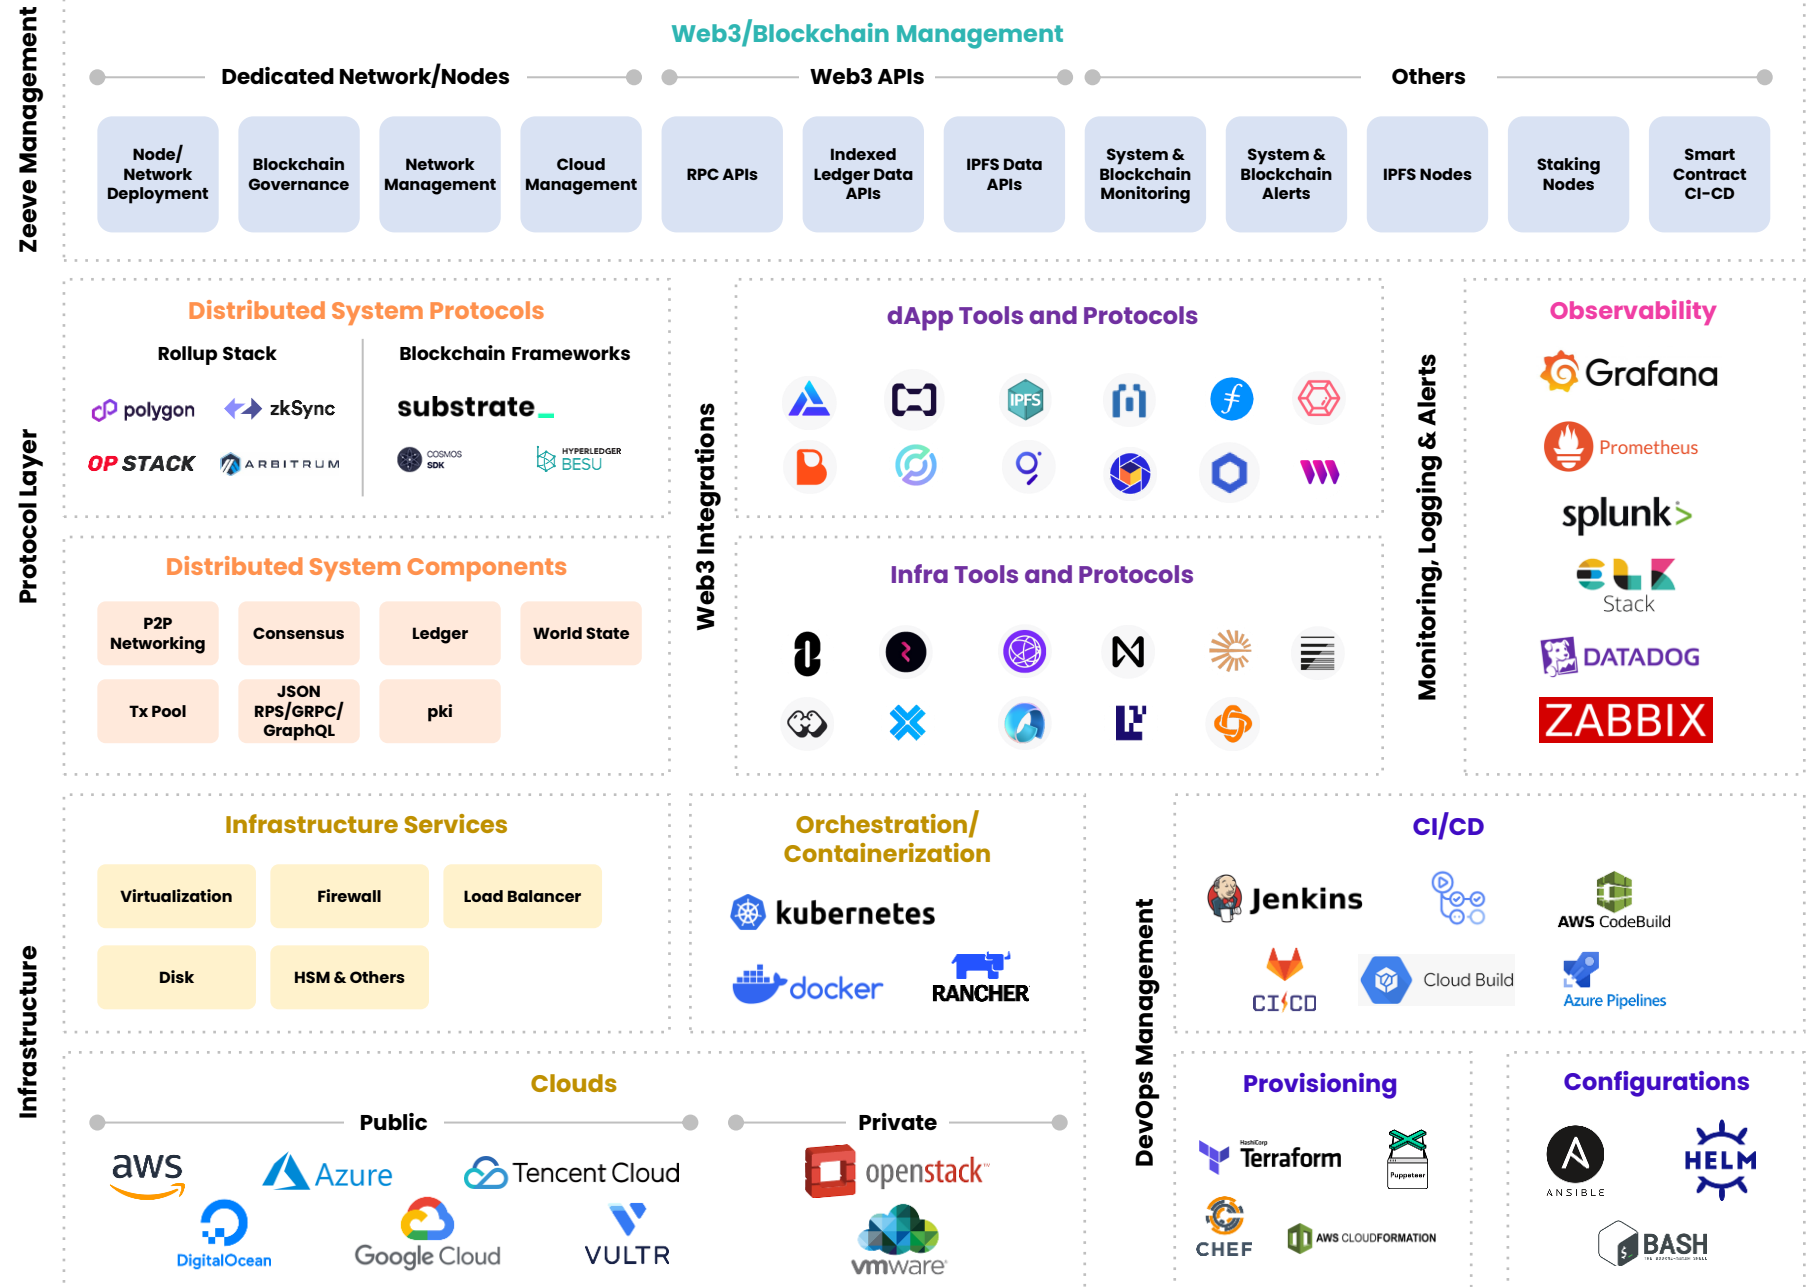 Zeeve Management
Web3/Blockchain Management
Dedicated Network/Nodes
Web3 APIs
Others
Node/
Network
Deployment
Blockchain
Governance
Network
Management
Cloud
Management
RPC APIs
Indexed
Ledger Data
APIs
IPFS Data
APIs
System &
Blockchain
Monitoring
System &
Blockchain
Alerts
IPFS Nodes
Staking
Nodes
Smart
Contract
CI-CD
Protocol Layer
Distributed System Protocols
Rollup Stack
polygon
zkSync
OP STACK
ARBITRUM
Blockchain Frameworks
substrate_
COSMOS
SDK
HYPERLEDGER
BESU
Distributed System Components
P2P
Networking
Consensus
Ledger
World State
Tx Pool
JSON
RPS/GRPC/
GraphQL
pki
Web3 Integrations
dApp Tools and Protocols
IPFS
Infra Tools and Protocols
Monitoring, Logging & Alerts
Observability
Grafana
Prometheus
splunk>
ELK
Stack
DATADOG
ZABBIX
Infrastructure
Infrastructure Services
Virtualization
Firewall
Load Balancer
Disk
HSM & Others
Orchestration/
Containerization
kubernetes
docker
RANCHER
Clouds
Public
aws
Azure
Tencent Cloud
DigitalOcean
Google Cloud
VULTR
Private
openstack
vmware
DevOps Management
CI/CD
Jenkins
AWS CodeBuild
CI/CD
Cloud Build
Azure Pipelines
Provisioning
HashiCorp
Terraform
Puppeteer
CHEF
AWS CLOUDFORMATION
Configurations
ANSIBLE
HELM
BASH